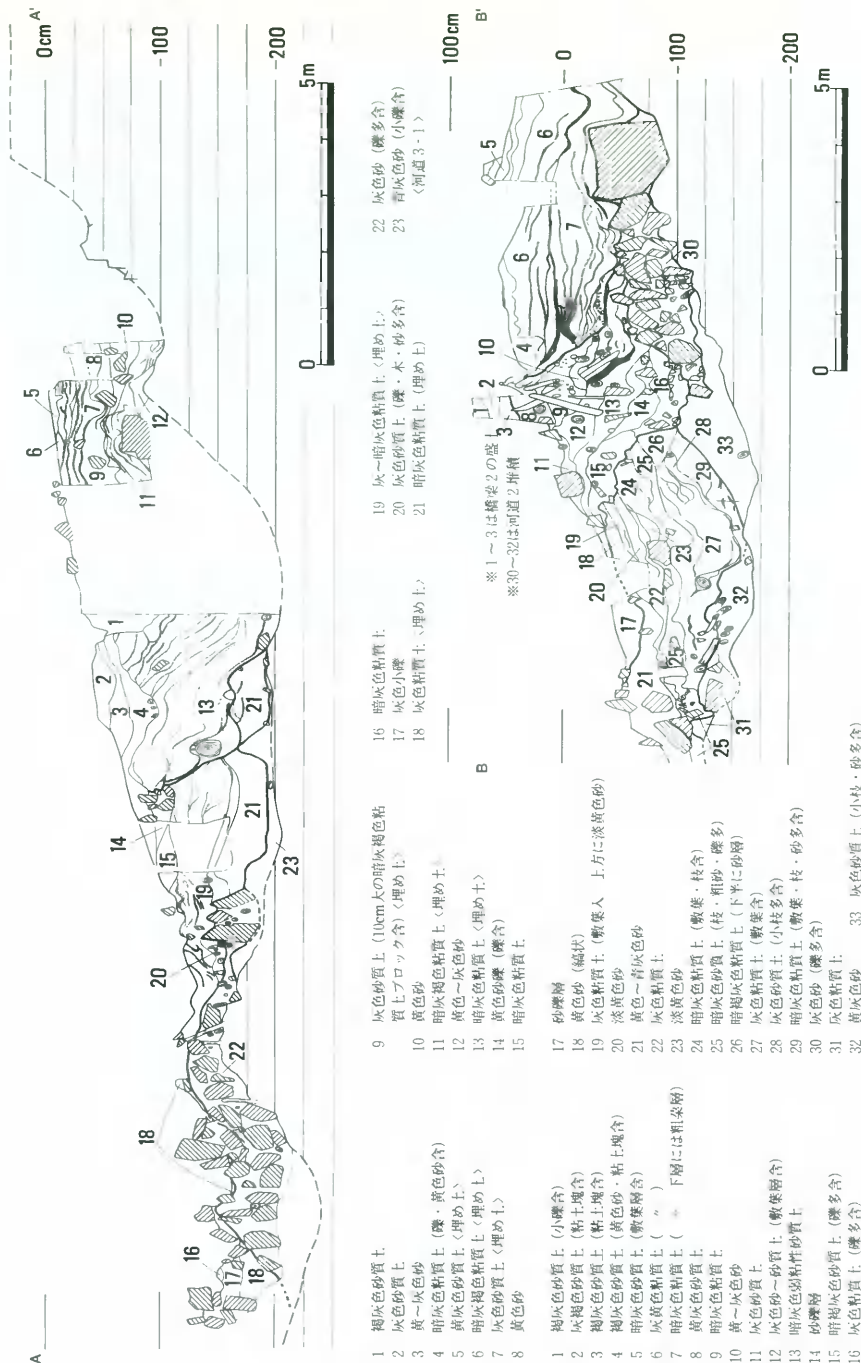 A
A'
0cm
-100
-200
5m
0
1 褐灰色砂質土
2 灰色砂質土
3 黄～灰色砂
4 暗灰色粘質土 (礫・黄色砂含)
5 黄灰色砂質土〈埋め土〉
6 暗灰褐色粘質土〈埋め土〉
7 灰色砂質土〈埋め土〉
8 黄色砂
9 灰色砂質土 (10cm大の暗灰褐色粘
質土ブロック含)〈埋め土〉
10 黄色砂
11 暗灰褐色粘質土〈埋め土〉
12 黄色～灰色砂
13 暗灰色粘質土〈埋め土〉
14 黄色砂礫 (礫含)
15 暗灰色粘質土
16 暗灰色粘質土
17 灰色小礫
18 灰色粘質土〈埋め土〉
19 灰～暗灰色粘質土〈埋め土〉
20 灰色砂質土 (礫・木・砂多含)
21 暗灰色粘質土 (埋め土)
22 灰色砂 (礫多含)
23 青灰色砂 (小礫含)
〈河道3-1〉
B
B'
100cm
0
-100
-200
5m
0
※1～3は橋梁2の盛土
※30～32は河道2堆積
1 褐灰色砂質土 (小礫含)
2 灰褐色砂質土 (粘土塊含)
3 褐灰色砂質土 (粘土塊含)
4 褐灰色砂質土 (黄色砂・粘土塊含)
5 暗灰色砂質土 (敷葉層含)
6 灰黄色粘質土 ( 〃 )
7 暗灰色粘質土 ( 〃 下層には粗朶層)
8 黄灰色砂質土
9 暗灰色粘質土
10 黄～灰色砂
11 灰色砂質土
12 灰色砂～砂質土 (敷葉層含)
13 暗灰色弱粘性砂質土
14 砂礫層
15 暗褐灰色砂質土 (礫多含)
16 灰色粘質土 (礫多含)
17 砂礫層
18 黄色砂 (縞状)
19 灰色粘質土 (敷葉入 上方に淡黄色砂)
20 淡黄色砂
21 黄色～青灰色砂
22 灰色粘質土
23 淡黄色砂
24 暗灰色粘質土 (敷葉・枝含)
25 暗灰色砂質土 (枝・粗砂・礫多)
26 暗褐灰色粘質土 (下半に砂層)
27 灰色粘質土 (敷葉含)
28 灰色砂質土 (小枝多含)
29 暗灰色粘質土 (敷葉・枝・砂多含)
30 灰色砂 (礫多含)
31 灰色粘質土
32 黄灰色砂
33 灰色砂質土 (小枝・砂多含)